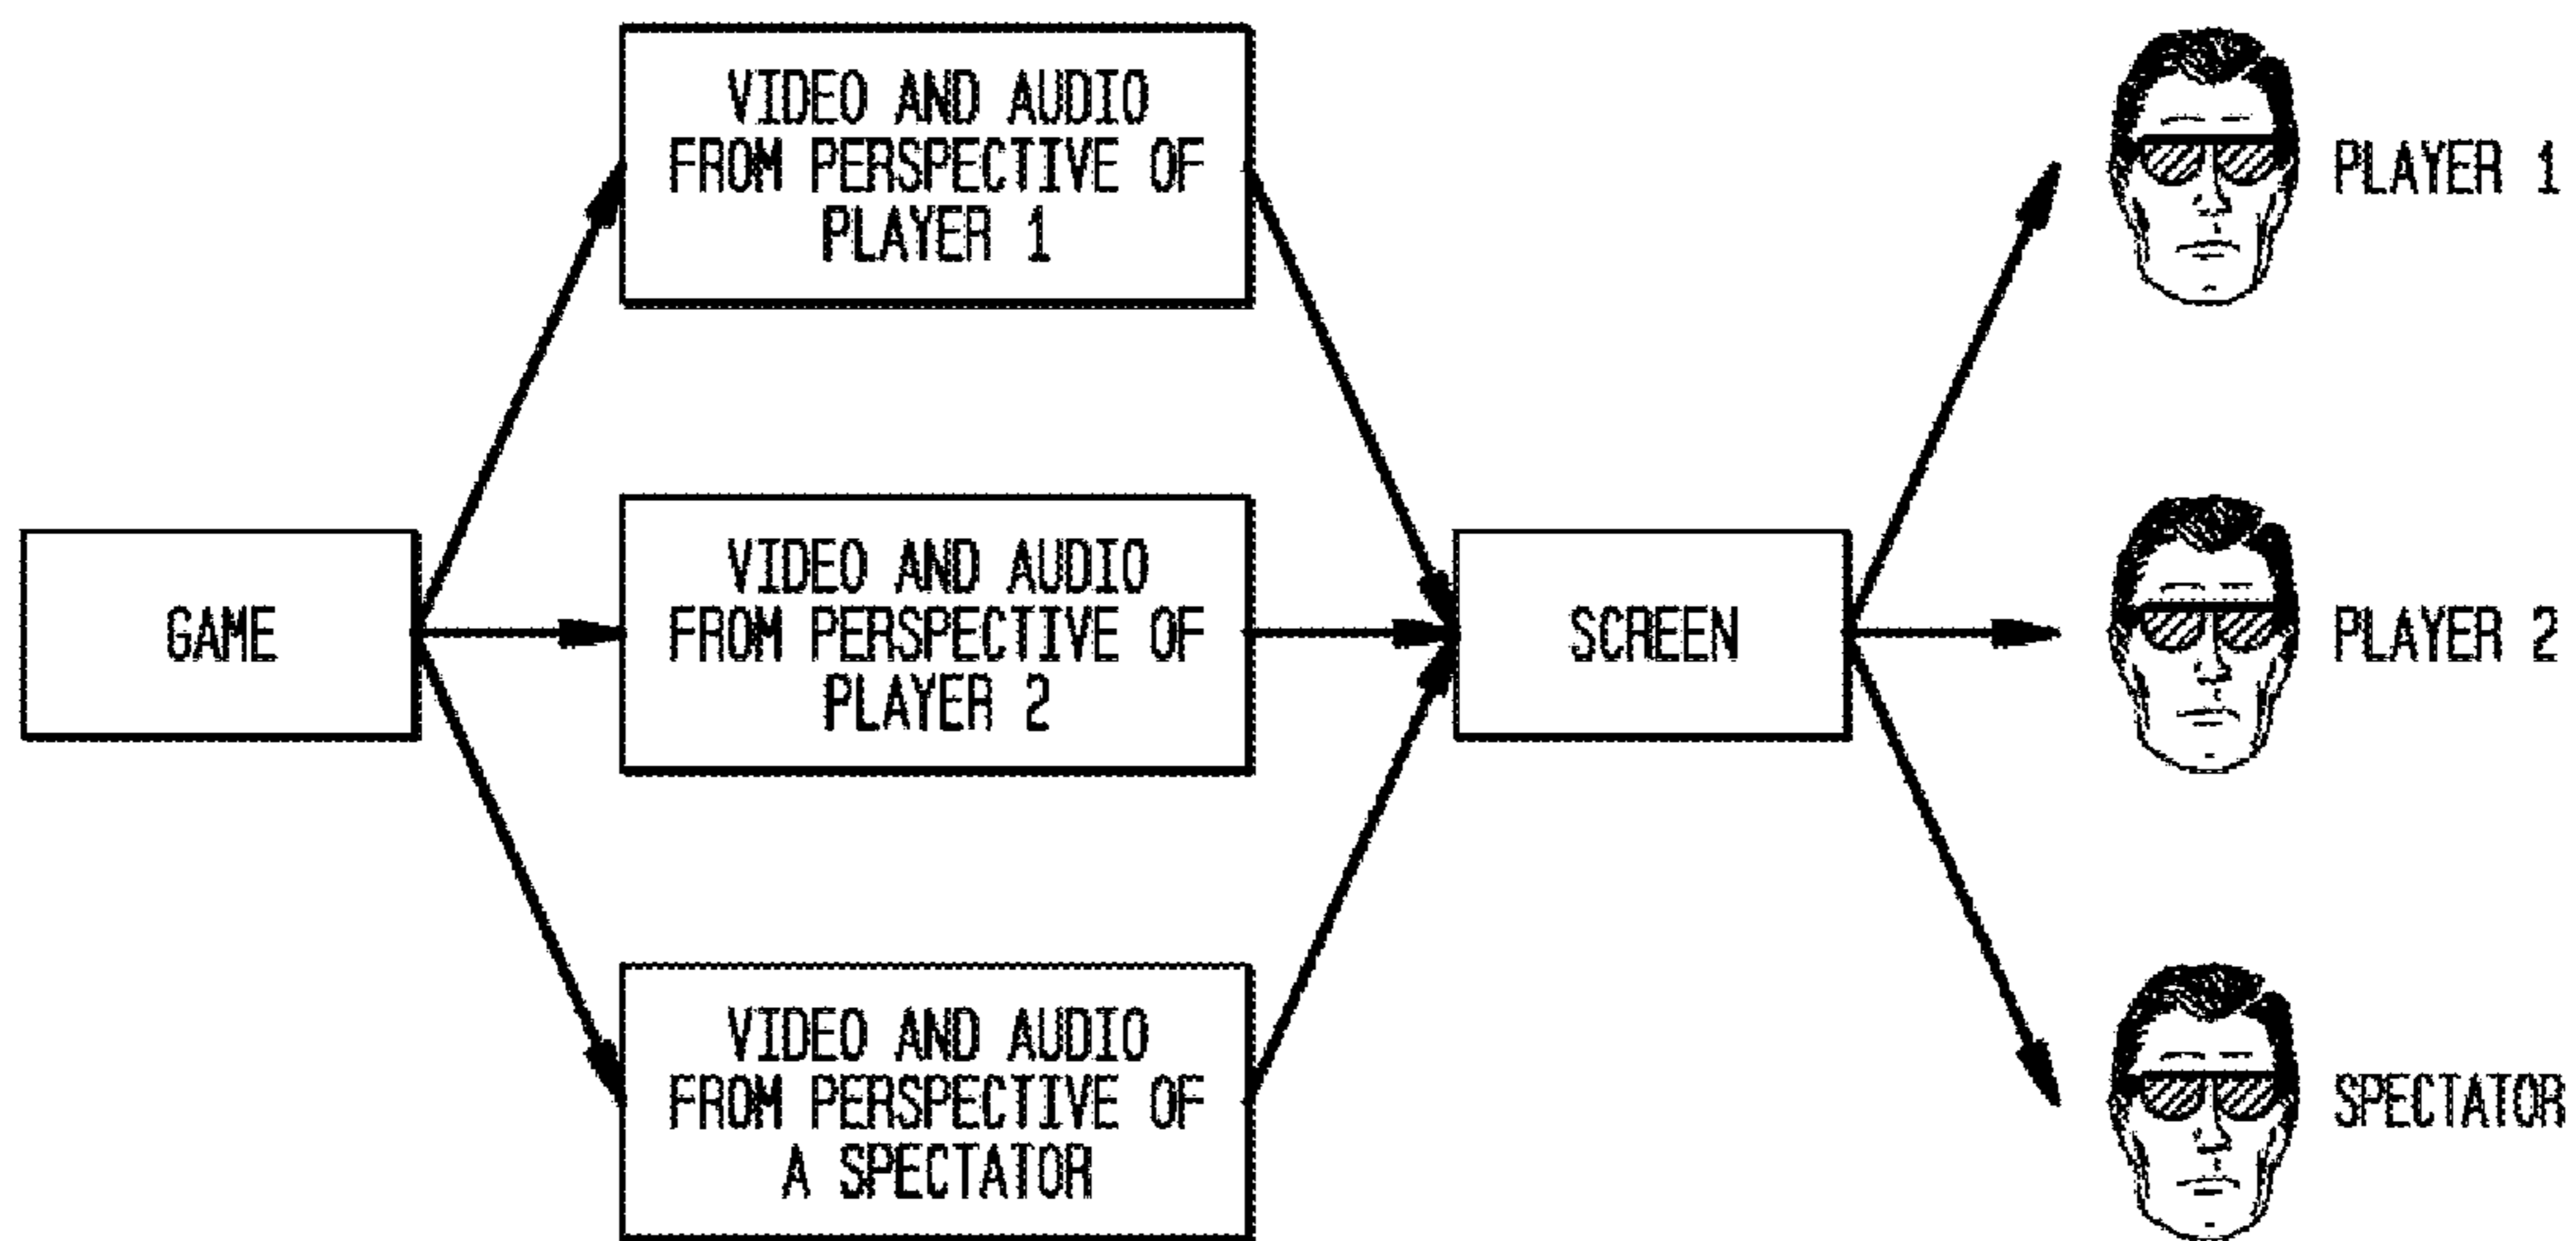 VIDEO AND AUDIO
FROM PERSPECTIVE OF
PLAYER 1
PLAYER 1
GAME
VIDEO AND AUDIO
FROM PERSPECTIVE OF
PLAYER 2
SCREEN
PLAYER 2
VIDEO AND AUDIO
FROM PERSPECTIVE OF
A SPECTATOR
SPECTATOR